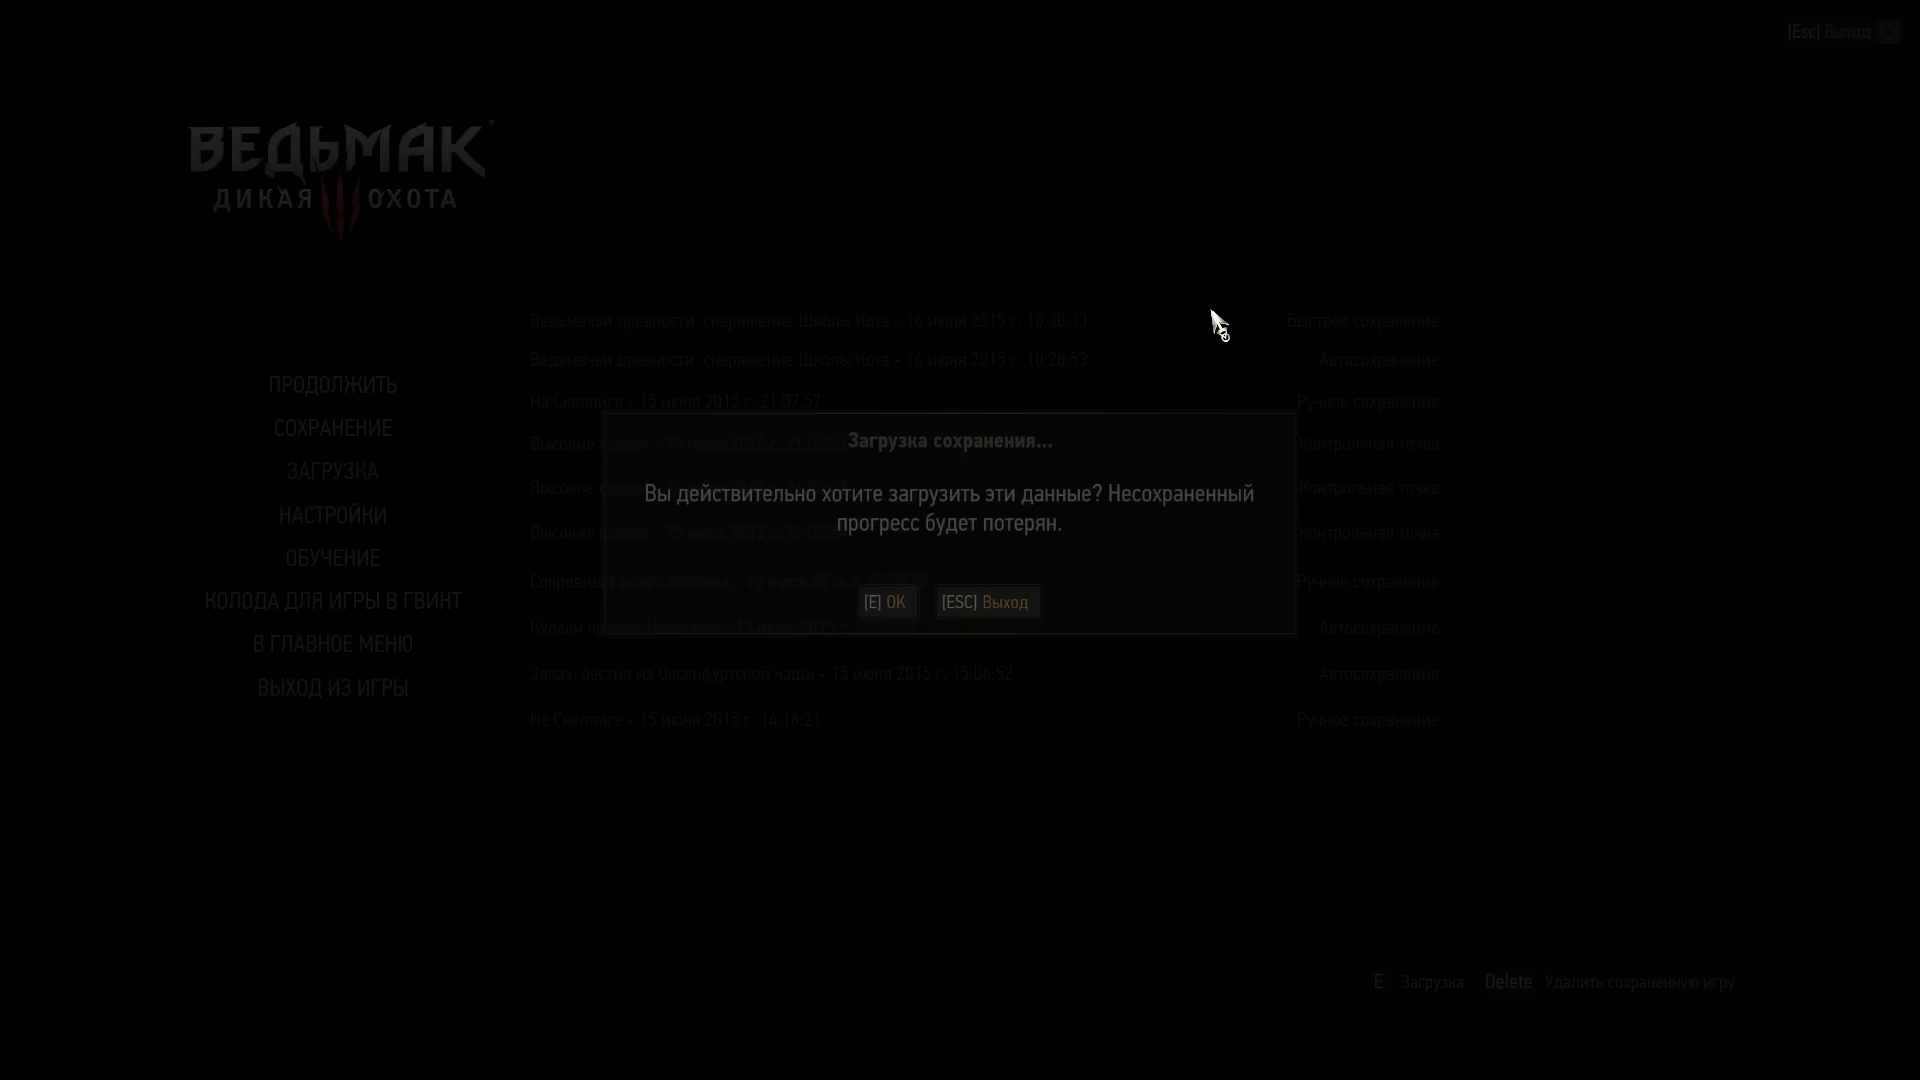 [Esc] Выход
ВЕДЬМАК
ДИКАЯ ОХОТА
Ведьмачьи древности: снаряжение Школы Кота - 16 июня 2015 г. 10:30:33 Быстрое сохранение
Ведьмачьи древности: снаряжение Школы Кота - 16 июня 2015 г. 10:28:53 Автосохранение
На Скеллиге - 15 июня 2015 г. 21:07:57 Ручное сохранение
Высокие Контрольная точка
Высокие Контрольная точка
Высокие Контрольная точка
Ручное сохранение
Автосохранение
Заказ: бестия из Оксенфуртской чащи - 15 июня 2015 г. 15:06:52 Автосохранение
На Скеллиге - 15 июня 2015 г. 14:16:21 Ручное сохранение
ПРОДОЛЖИТЬ
СОХРАНЕНИЕ
ЗАГРУЗКА
НАСТРОЙКИ
ОБУЧЕНИЕ
КОЛОДА ДЛЯ ИГРЫ В ГВИНТ
В ГЛАВНОЕ МЕНЮ
ВЫХОД ИЗ ИГРЫ
Загрузка сохранения...
Вы действительно хотите загрузить эти данные? Несохраненный
прогресс будет потерян.
[E] OK [ESC] Выход
E Загрузка Delete Удалить сохраненную игру